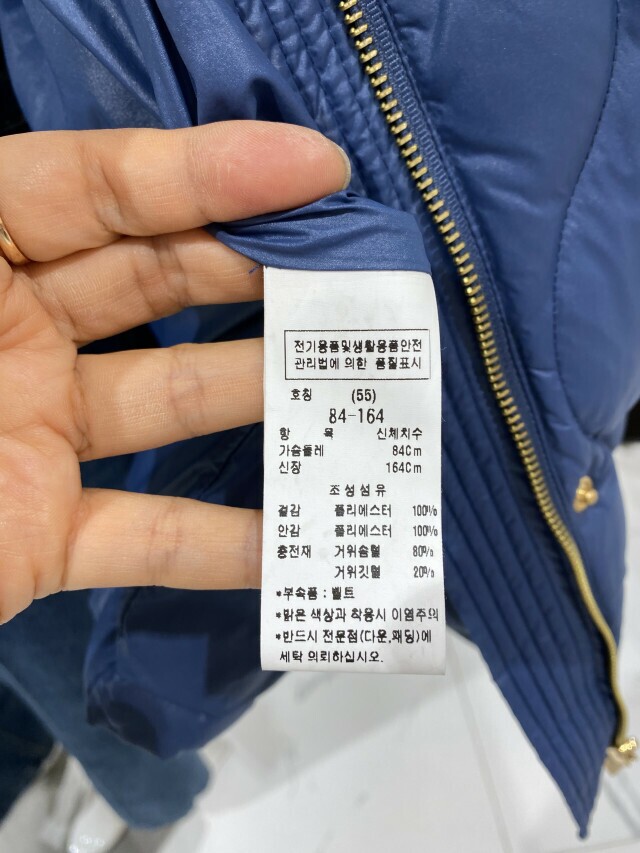 전기용품및생활용품안전
관리법에 의한 품질표시
호칭 (55)
84-164
항 목 신체치수
가슴둘레 84Cm
신장 164Cm
조성섬유
겉감 폴리에스터 100%
안감 폴리에스터 100%
충전재 거위솜털 80%
거위깃털 20%
*부속품 : 벨트
*밝은 색상과 착용시 이염주의
*반드시 전문점(다운,패딩)에
세탁 의뢰하십시오.